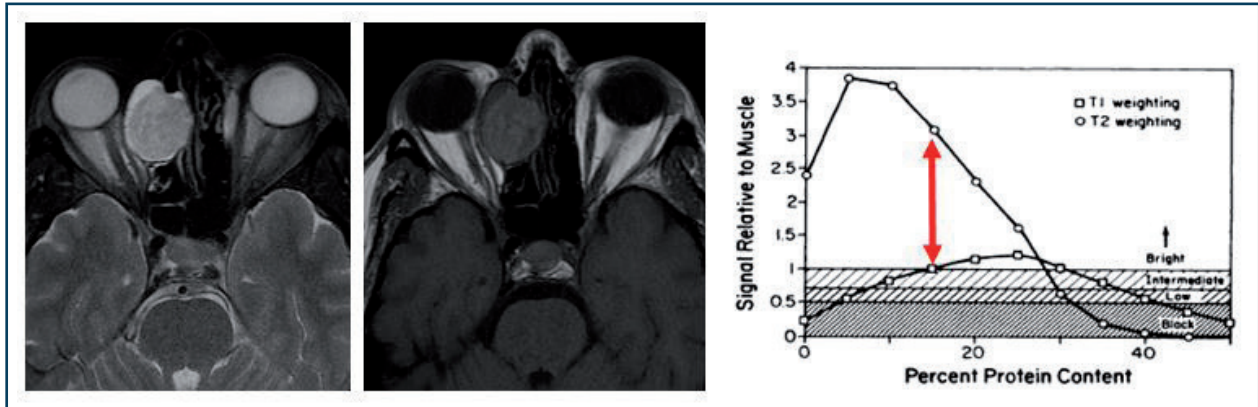 4
3.5
3
2.5
2
1.5
1
0.5
0
Signal Relative to Muscle
T1 weighting
T2 weighting
Bright
Intermediate
Low
Black
0
20
40
Percent Protein Content